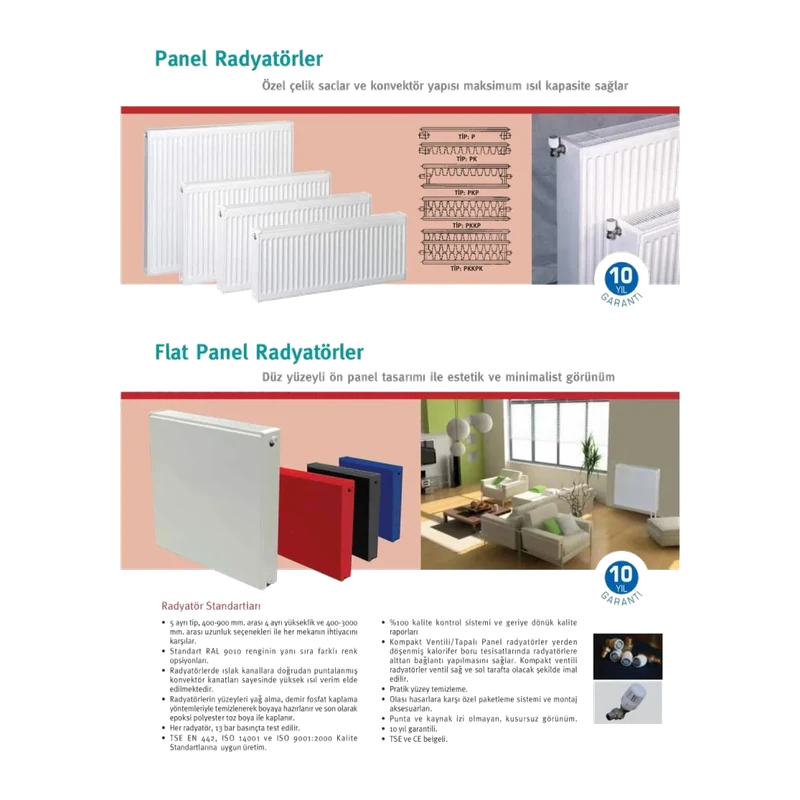 Panel Radyatörler
Özel çelik saclar ve konvektör yapısı maksimum ısıl kapasite sağlar
TİP: P
TİP: PK
TİP: PKP
TİP: PKKP
TİP: PKKPK
10
YIL
GARANTİ
Flat Panel Radyatörler
Düz yüzeyli ön panel tasarımı ile estetik ve minimalist görünüm
10
YIL
GARANTİ
Radyatör Standartları
• 5 ayrı tip, 400-900 mm. arası 4 ayrı yükseklik ve 400-3000
mm. arası uzunluk seçenekleri ile her mekanın ihtiyacını
karşılar.
• Standart RAL 9010 renginin yanı sıra farklı renk
opsiyonları.
• Radyatörlerde ıslak kanallara doğrudan puntalanmış
konvektör kanatları sayesinde yüksek ısıl verim elde
edilmektedir.
• Radyatörlerin yüzeyleri yağ alma, demir fosfat kaplama
yöntemleriyle temizlenerek boyaya hazırlanır ve son olarak
epoksi polyester toz boya ile kaplanır.
• Her radyatör, 13 bar basınçta test edilir.
• TSE EN 442, ISO 14001 ve ISO 9001:2000 Kalite
Standartlarına uygun üretim.
• %100 kalite kontrol sistemi ve geriye dönük kalite
raporları
• Kompakt Ventili/Tapalı Panel radyatörler yerden
döşenmiş kalorifer boru tesisatlarında radyatörlere
alttan bağlantı yapılmasını sağlar. Kompakt ventili
radyatörler ventil sağ ve sol tarafta olacak şekilde imal
edilir.
• Pratik yüzey temizleme.
• Olası hasarlara karşı özel paketleme sistemi ve montaj
aksesuarları.
• Punta ve kaynak izi olmayan, kusursuz görünüm.
• 10 yıl garantili.
• TSE ve CE belgeli.